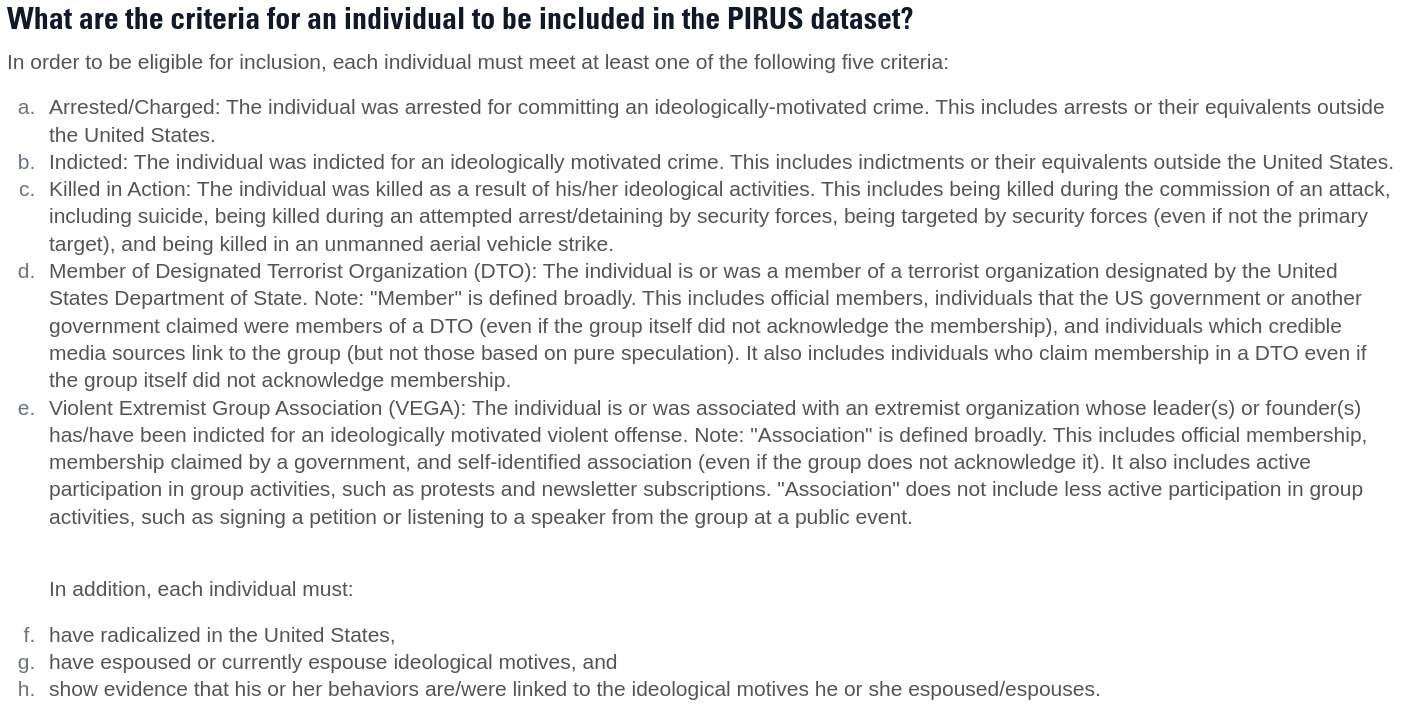 What are the criteria for an individual to be included in the PIRUS dataset?
In order to be eligible for inclusion, each individual must meet at least one of the following five criteria:
a. Arrested/Charged: The individual was arrested for committing an ideologically-motivated crime. This includes arrests or their equivalents outside
the United States.
b. Indicted: The individual was indicted for an ideologically motivated crime. This includes indictments or their equivalents outside the United States.
c. Killed in Action: The individual was killed as a result of his/her ideological activities. This includes being killed during the commission of an attack,
including suicide, being killed during an attempted arrest/detaining by security forces, being targeted by security forces (even if not the primary
target), and being killed in an unmanned aerial vehicle strike.
d. Member of Designated Terrorist Organization (DTO): The individual is or was a member of a terrorist organization designated by the United
States Department of State. Note: "Member" is defined broadly. This includes official members, individuals that the US government or another
government claimed were members of a DTO (even if the group itself did not acknowledge the membership), and individuals which credible
media sources link to the group (but not those based on pure speculation). It also includes individuals who claim membership in a DTO even if
the group itself did not acknowledge membership.
e. Violent Extremist Group Association (VEGA): The individual is or was associated with an extremist organization whose leader(s) or founder(s)
has/have been indicted for an ideologically motivated violent offense. Note: "Association" is defined broadly. This includes official membership,
membership claimed by a government, and self-identified association (even if the group does not acknowledge it). It also includes active
participation in group activities, such as protests and newsletter subscriptions. "Association" does not include less active participation in group
activities, such as signing a petition or listening to a speaker from the group at a public event.
In addition, each individual must:
f. have radicalized in the United States,
g. have espoused or currently espouse ideological motives, and
h. show evidence that his or her behaviors are/were linked to the ideological motives he or she espoused/espouses.